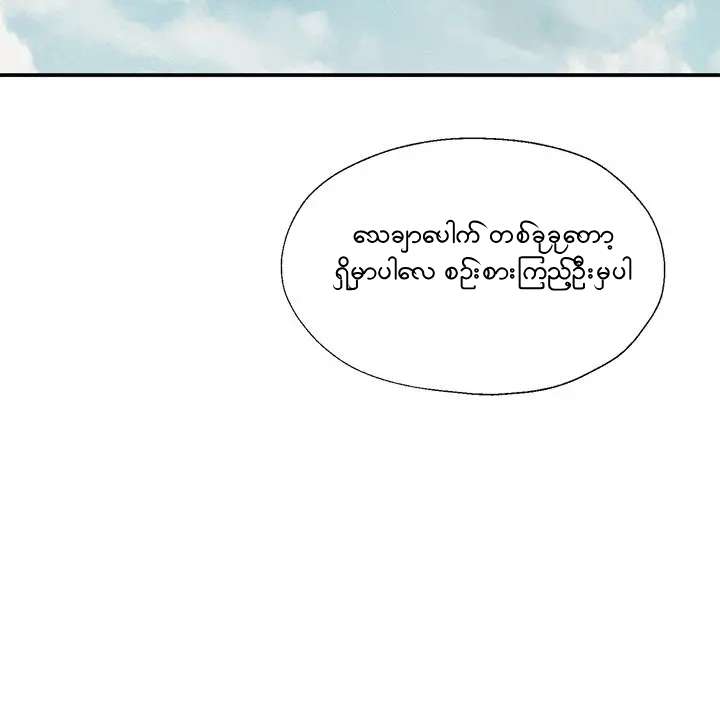 သေချာပေါက် တစ်ခုခုတော့
ရှိမှာပါလေ စဉ်းစားကြည့်ဦးမှပါ